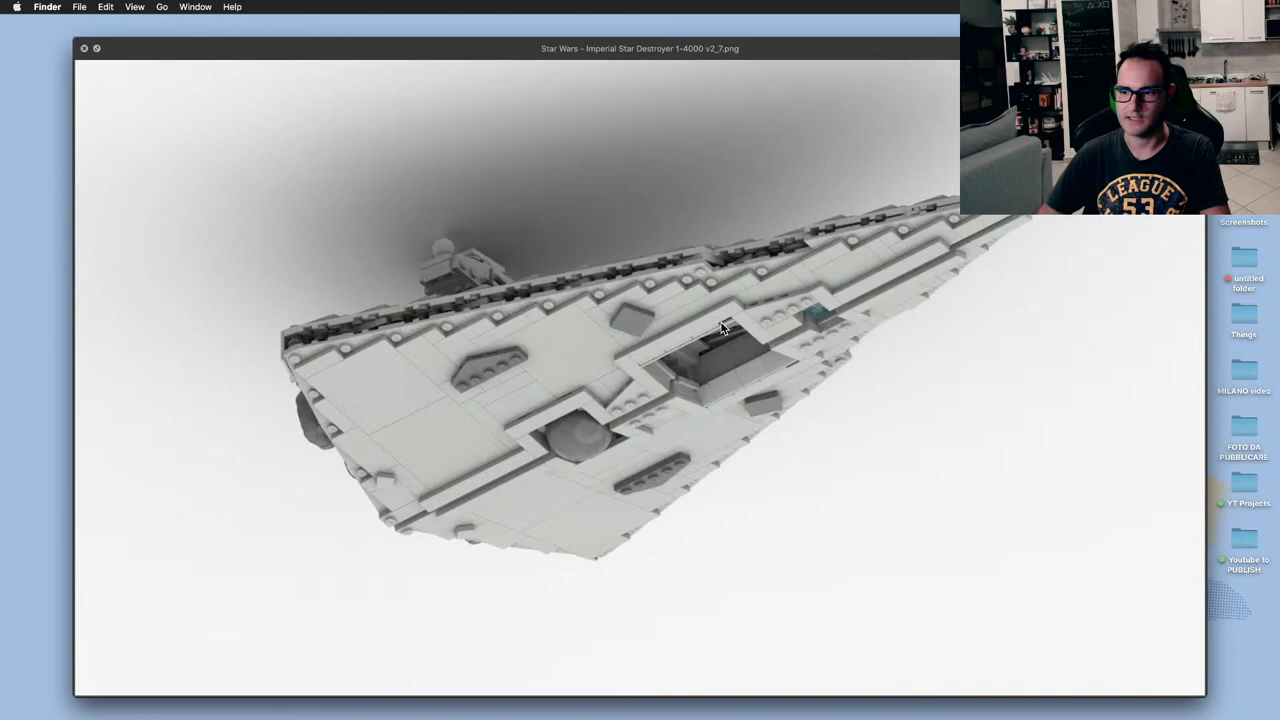 Finder File Edit View Go Window Help
Star Wars - Imperial Star Destroyer 1-4000 v2_7.png
LEAGUE
53
Screenshots
untitled
folder
Things
MILANO video
FOTO DA
PUBBLICARE
YT Projects
Youtube to
PUBLISH